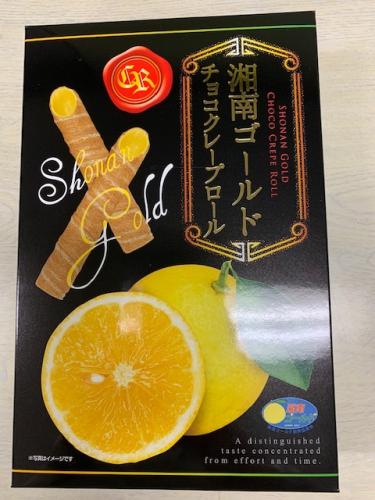 CR
湘南ゴールド
チョコクレープロール
SHONAN GOLD
CHOCO CREPE ROLL
Shonan
Gold
A distinguished
taste concentrated
from effort and time.
※写真はイメージです